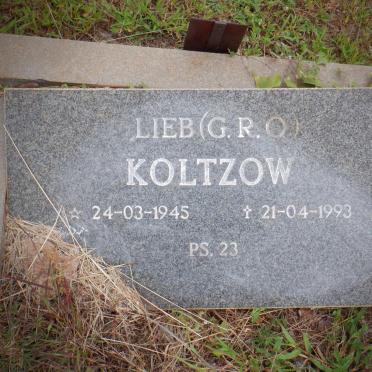 LIEB (G.R.O.)
KOLTZOW
☆ 24-03-1945 ✝ 21-04-1993
PS. 23